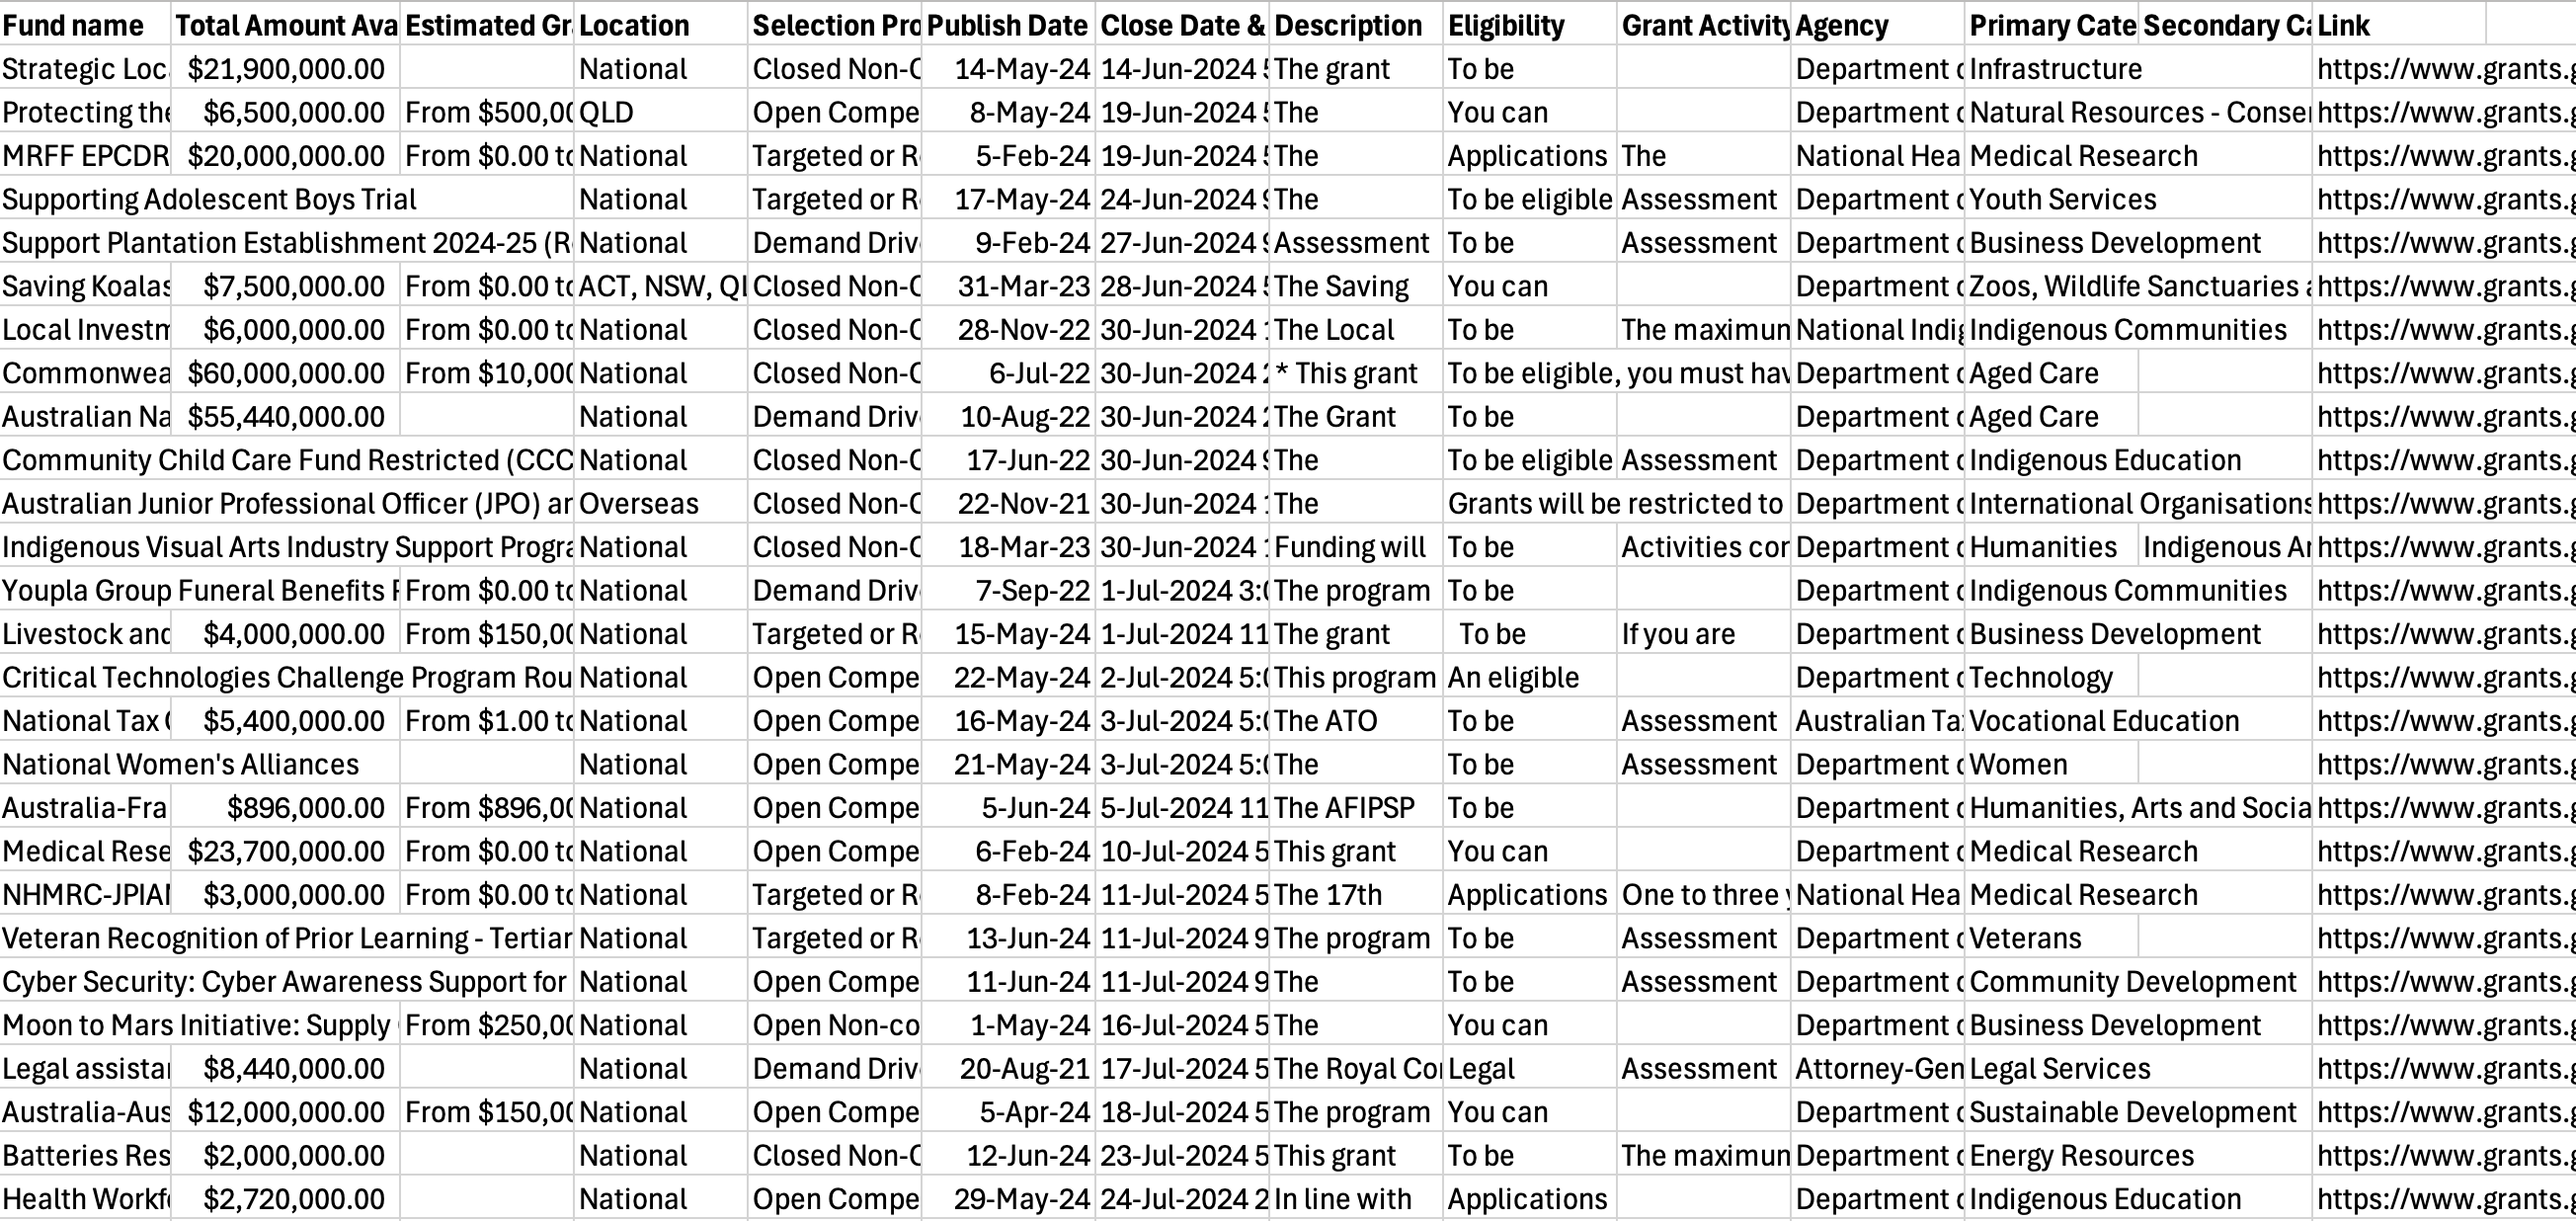 Fund name Total Amount Ava Estimated Gr Location Selection Pro Publish Date Close Date & Description Eligibility Grant Activity Agency Primary Cate Secondary Ca Link
Strategic Loc $21,900,000.00 National Closed Non-C 14-May-24 14-Jun-2024 5 The grant To be Department o Infrastructure https://www.grants.g
Protecting the $6,500,000.00 From $500,00 QLD Open Compe 8-May-24 19-Jun-2024 5 The You can Department o Natural Resources - Conser https://www.grants.g
MRFF EPCDR $20,000,000.00 From $0.00 to National Targeted or R 5-Feb-24 19-Jun-2024 5 The Applications The National Hea Medical Research https://www.grants.g
Supporting Adolescent Boys Trial National Targeted or R 17-May-24 24-Jun-2024 9 The To be eligible Assessment Department o Youth Services https://www.grants.g
Support Plantation Establishment 2024-25 (R National Demand Driv 9-Feb-24 27-Jun-2024 9 Assessment To be Assessment Department o Business Development https://www.grants.g
Saving Koalas $7,500,000.00 From $0.00 to ACT, NSW, QL Closed Non-C 31-Mar-23 28-Jun-2024 5 The Saving You can Department o Zoos, Wildlife Sanctuaries a https://www.grants.g
Local Investm $6,000,000.00 From $0.00 to National Closed Non-C 28-Nov-22 30-Jun-2024 1 The Local To be The maximum National Indig Indigenous Communities https://www.grants.g
Commonwea $60,000,000.00 From $10,000 National Closed Non-C 6-Jul-22 30-Jun-2024 2 * This grant To be eligible, you must hav Department o Aged Care https://www.grants.g
Australian Na $55,440,000.00 National Demand Driv 10-Aug-22 30-Jun-2024 2 The Grant To be Department o Aged Care https://www.grants.g
Community Child Care Fund Restricted (CCC National Closed Non-C 17-Jun-22 30-Jun-2024 9 The To be eligible Assessment Department o Indigenous Education https://www.grants.g
Australian Junior Professional Officer (JPO) an Overseas Closed Non-C 22-Nov-21 30-Jun-2024 1 The Grants will be restricted to Department o International Organisations https://www.grants.g
Indigenous Visual Arts Industry Support Progra National Closed Non-C 18-Mar-23 30-Jun-2024 1 Funding will To be Activities con Department o Humanities Indigenous Ar https://www.grants.g
Youpla Group Funeral Benefits P From $0.00 to National Demand Driv 7-Sep-22 1-Jul-2024 3:0 The program To be Department o Indigenous Communities https://www.grants.g
Livestock and $4,000,000.00 From $150,00 National Targeted or R 15-May-24 1-Jul-2024 11 The grant To be If you are Department o Business Development https://www.grants.g
Critical Technologies Challenge Program Rou National Open Compe 22-May-24 2-Jul-2024 5:0 This program An eligible Department o Technology https://www.grants.g
National Tax C $5,400,000.00 From $1.00 to National Open Compe 16-May-24 3-Jul-2024 5:0 The ATO To be Assessment Australian Tax Vocational Education https://www.grants.g
National Women's Alliances National Open Compe 21-May-24 3-Jul-2024 5:0 The To be Assessment Department o Women https://www.grants.g
Australia-Fra $896,000.00 From $896,00 National Open Compe 5-Jun-24 5-Jul-2024 11 The AFIPSP To be Department o Humanities, Arts and Socia https://www.grants.g
Medical Rese $23,700,000.00 From $0.00 to National Open Compe 6-Feb-24 10-Jul-2024 5 This grant You can Department o Medical Research https://www.grants.g
NHMRC-JPIAM $3,000,000.00 From $0.00 to National Targeted or R 8-Feb-24 11-Jul-2024 5 The 17th Applications One to three y National Hea Medical Research https://www.grants.g
Veteran Recognition of Prior Learning - Tertiar National Targeted or R 13-Jun-24 11-Jul-2024 9 The program To be Assessment Department o Veterans https://www.grants.g
Cyber Security: Cyber Awareness Support for National Open Compe 11-Jun-24 11-Jul-2024 9 The To be Assessment Department o Community Development https://www.grants.g
Moon to Mars Initiative: Supply From $250,00 National Open Non-co 1-May-24 16-Jul-2024 5 The You can Department o Business Development https://www.grants.g
Legal assistan $8,440,000.00 National Demand Driv 20-Aug-21 17-Jul-2024 5 The Royal Co Legal Assessment Attorney-Gen Legal Services https://www.grants.g
Australia-Aus $12,000,000.00 From $150,00 National Open Compe 5-Apr-24 18-Jul-2024 5 The program You can Department o Sustainable Development https://www.grants.g
Batteries Res $2,000,000.00 National Closed Non-C 12-Jun-24 23-Jul-2024 5 This grant To be The maximum Department o Energy Resources https://www.grants.g
Health Workfo $2,720,000.00 National Open Compe 29-May-24 24-Jul-2024 2 In line with Applications Department o Indigenous Education https://www.grants.g